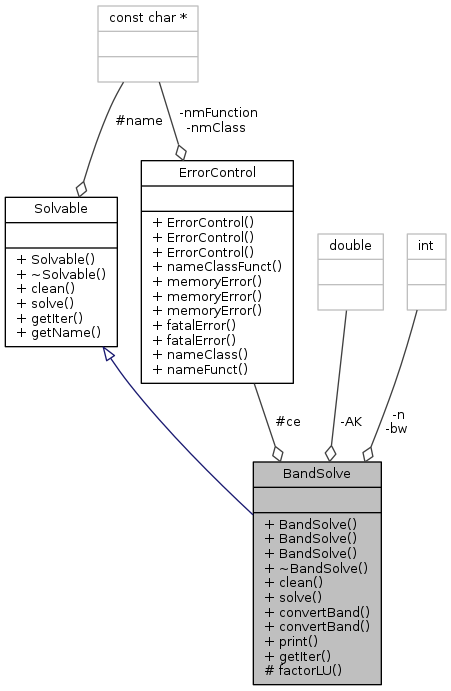 const char *
#name
-nmFunction
-nmClass
ErrorControl
+ ErrorControl()
+ ErrorControl()
+ ErrorControl()
+ nameClassFunct()
+ memoryError()
+ memoryError()
+ memoryError()
+ fatalError()
+ fatalError()
+ nameClass()
+ nameFunct()
Solvable
+ Solvable()
+ ~Solvable()
+ clean()
+ solve()
+ getIter()
+ getName()
double
int
#ce
-AK
-n
-bw
BandSolve
+ BandSolve()
+ BandSolve()
+ BandSolve()
+ ~BandSolve()
+ clean()
+ solve()
+ convertBand()
+ convertBand()
+ print()
+ getIter()
# factorLU()